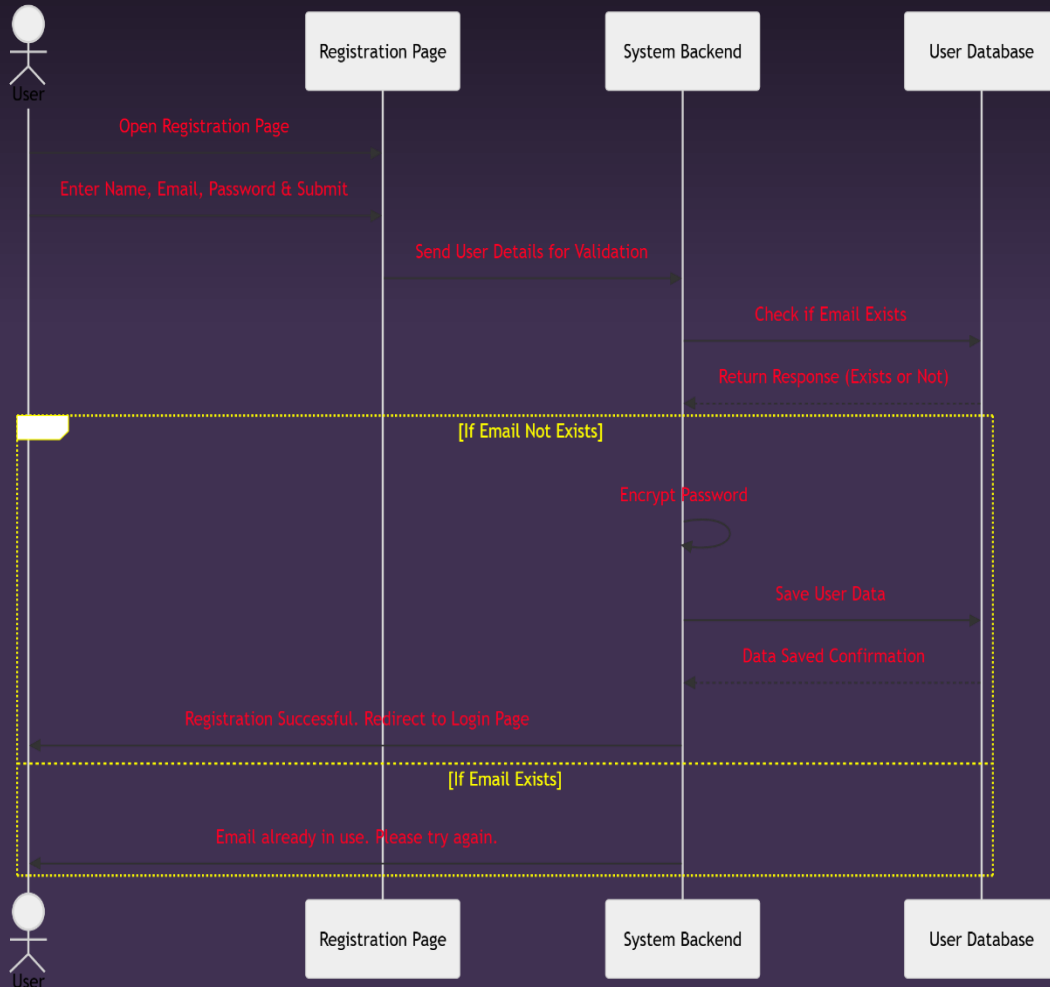 Registration Page
System Backend
User Database
User
Open Registration Page
Enter Name, Email, Password & Submit
Send User Details for Validation
Check if Email Exists
Return Response (Exists or Not)
[If Email Not Exists]
Encrypt Password
Save User Data
Data Saved Confirmation
Registration Successful. Redirect to Login Page
[If Email Exists]
Email already in use. Please try again.
Registration Page
System Backend
User Database
User